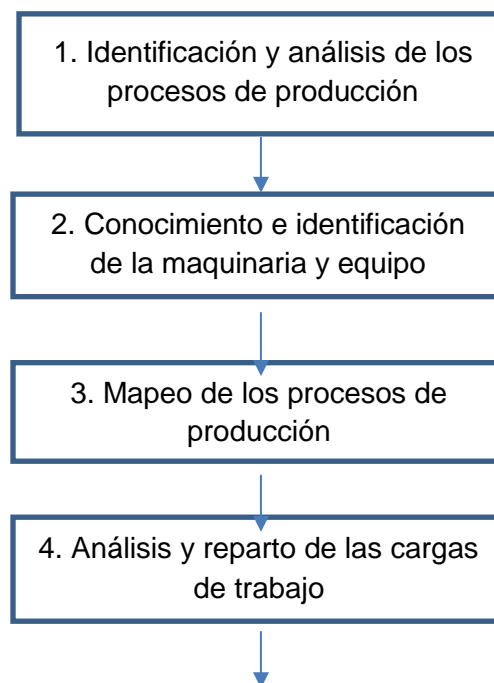 1. Identificación y análisis de los
procesos de producción
2. Conocimiento e identificación
de la maquinaria y equipo
3. Mapeo de los procesos de
producción
4. Análisis y reparto de las cargas
de trabajo